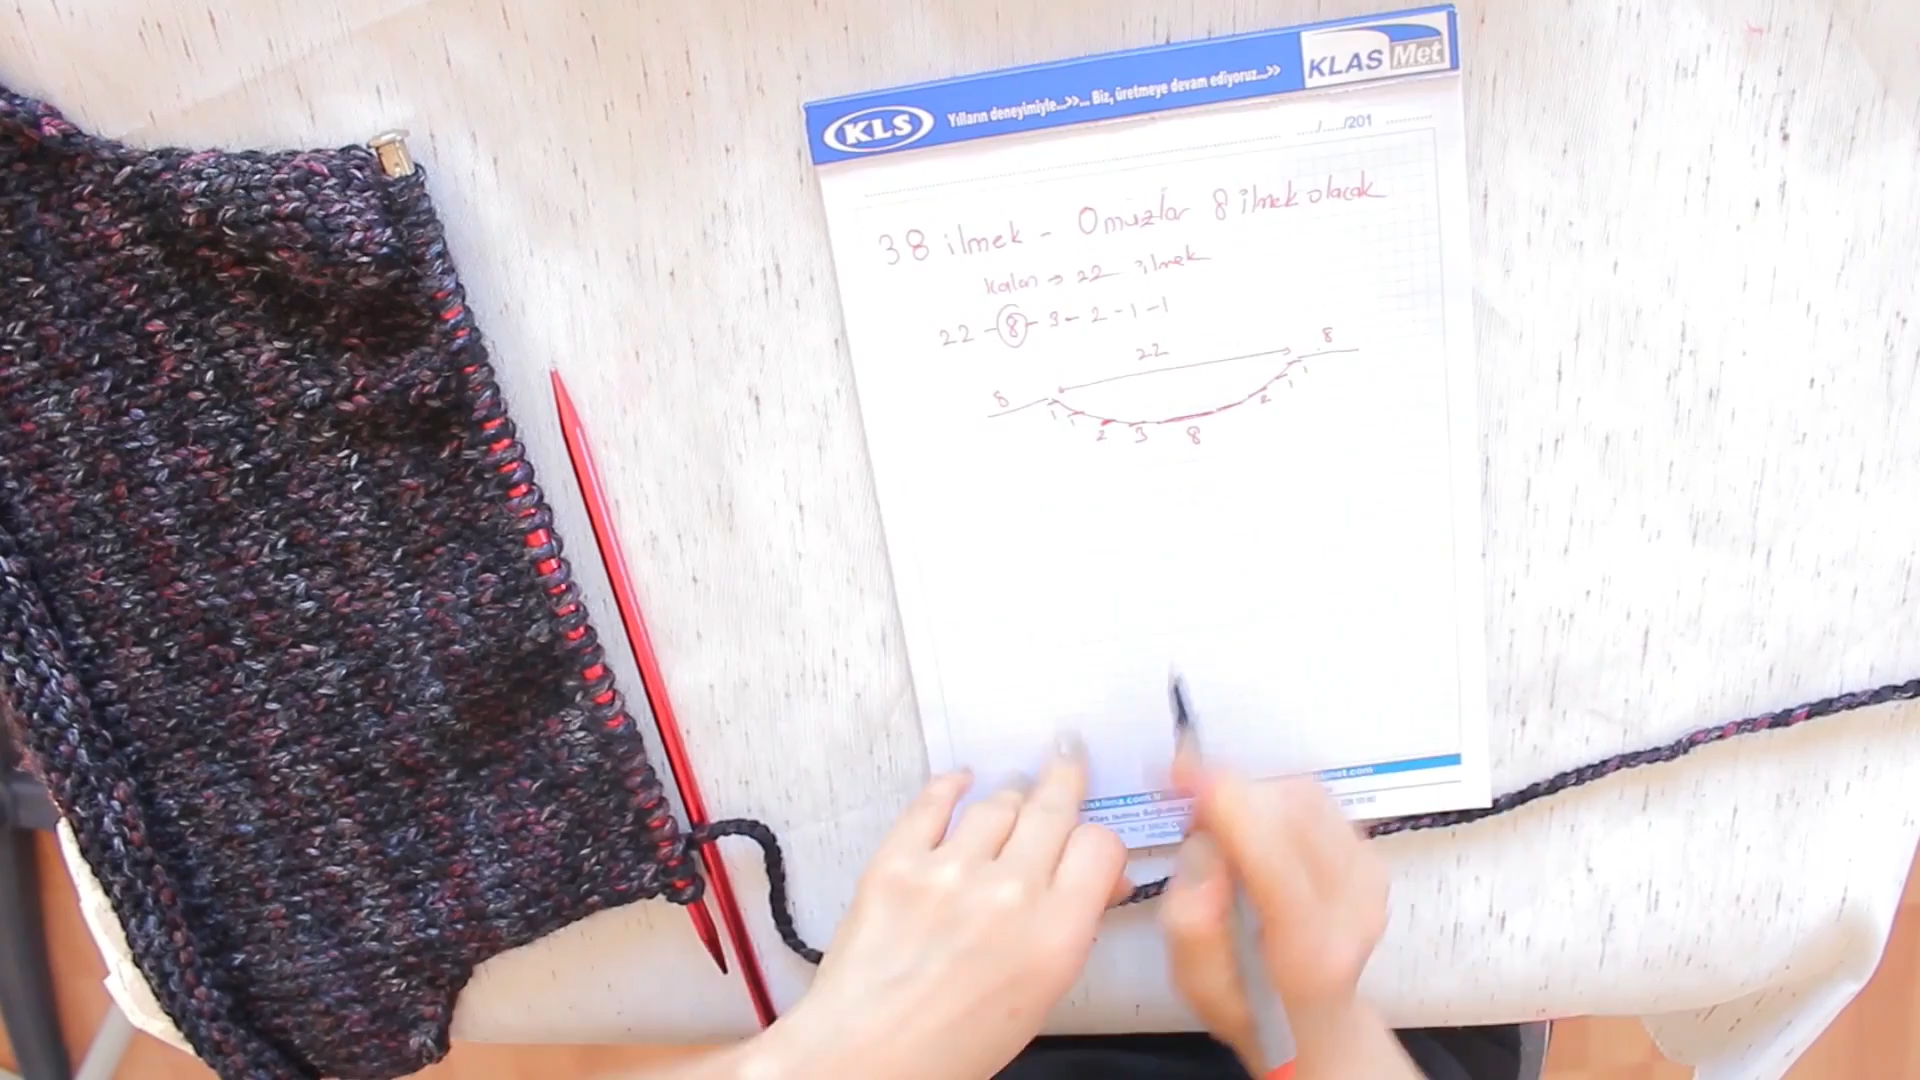 KLS Yılların deneyimiyle...>>... Biz, üretmeye devam ediyoruz...>> KLAS Met
...../...../201
38 ilmek - Omuzlar 8 ilmek olacak
Kalan → 22 ilmek
22 - 8 - 3 - 2 - 1 - 1
22
8
8
1 1 2 3 8 2 1 1